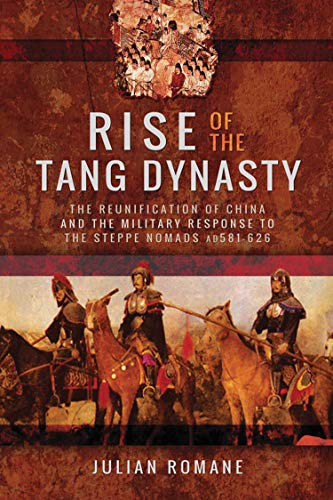 RISE OF THE
TANG DYNASTY
THE REUNIFICATION OF CHINA
AND THE MILITARY RESPONSE TO
THE STEPPE NOMADS AD581-626
JULIAN ROMANE